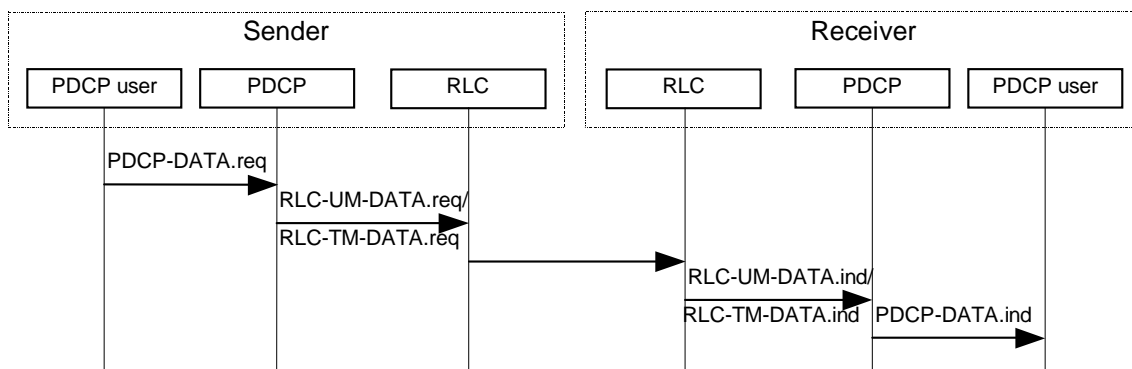 Sender
Receiver
PDCP user
PDCP
RLC
RLC
PDCP
PDCP user
PDCP-DATA.req
RLC-UM-DATA.req/
RLC-TM-DATA.req
RLC-UM-DATA.ind/
RLC-TM-DATA.ind
PDCP-DATA.ind